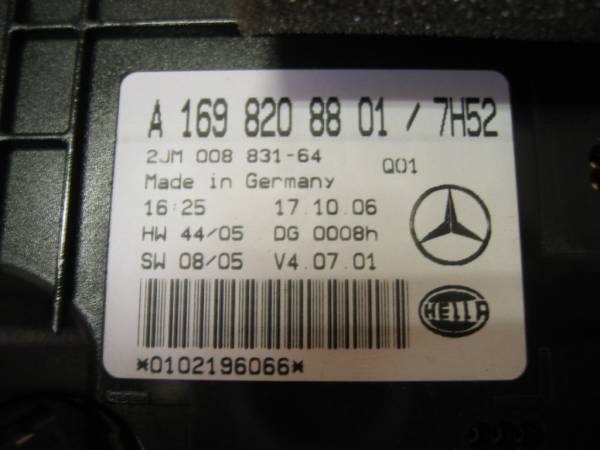 A 169 820 88 01 / 7H52
2JM 008 831-64 Q01
Made in Germany
16:25 17.10.06
HW 44/05 DG 0008h
SW 08/05 V4.07.01
HELLA
*0102196066*